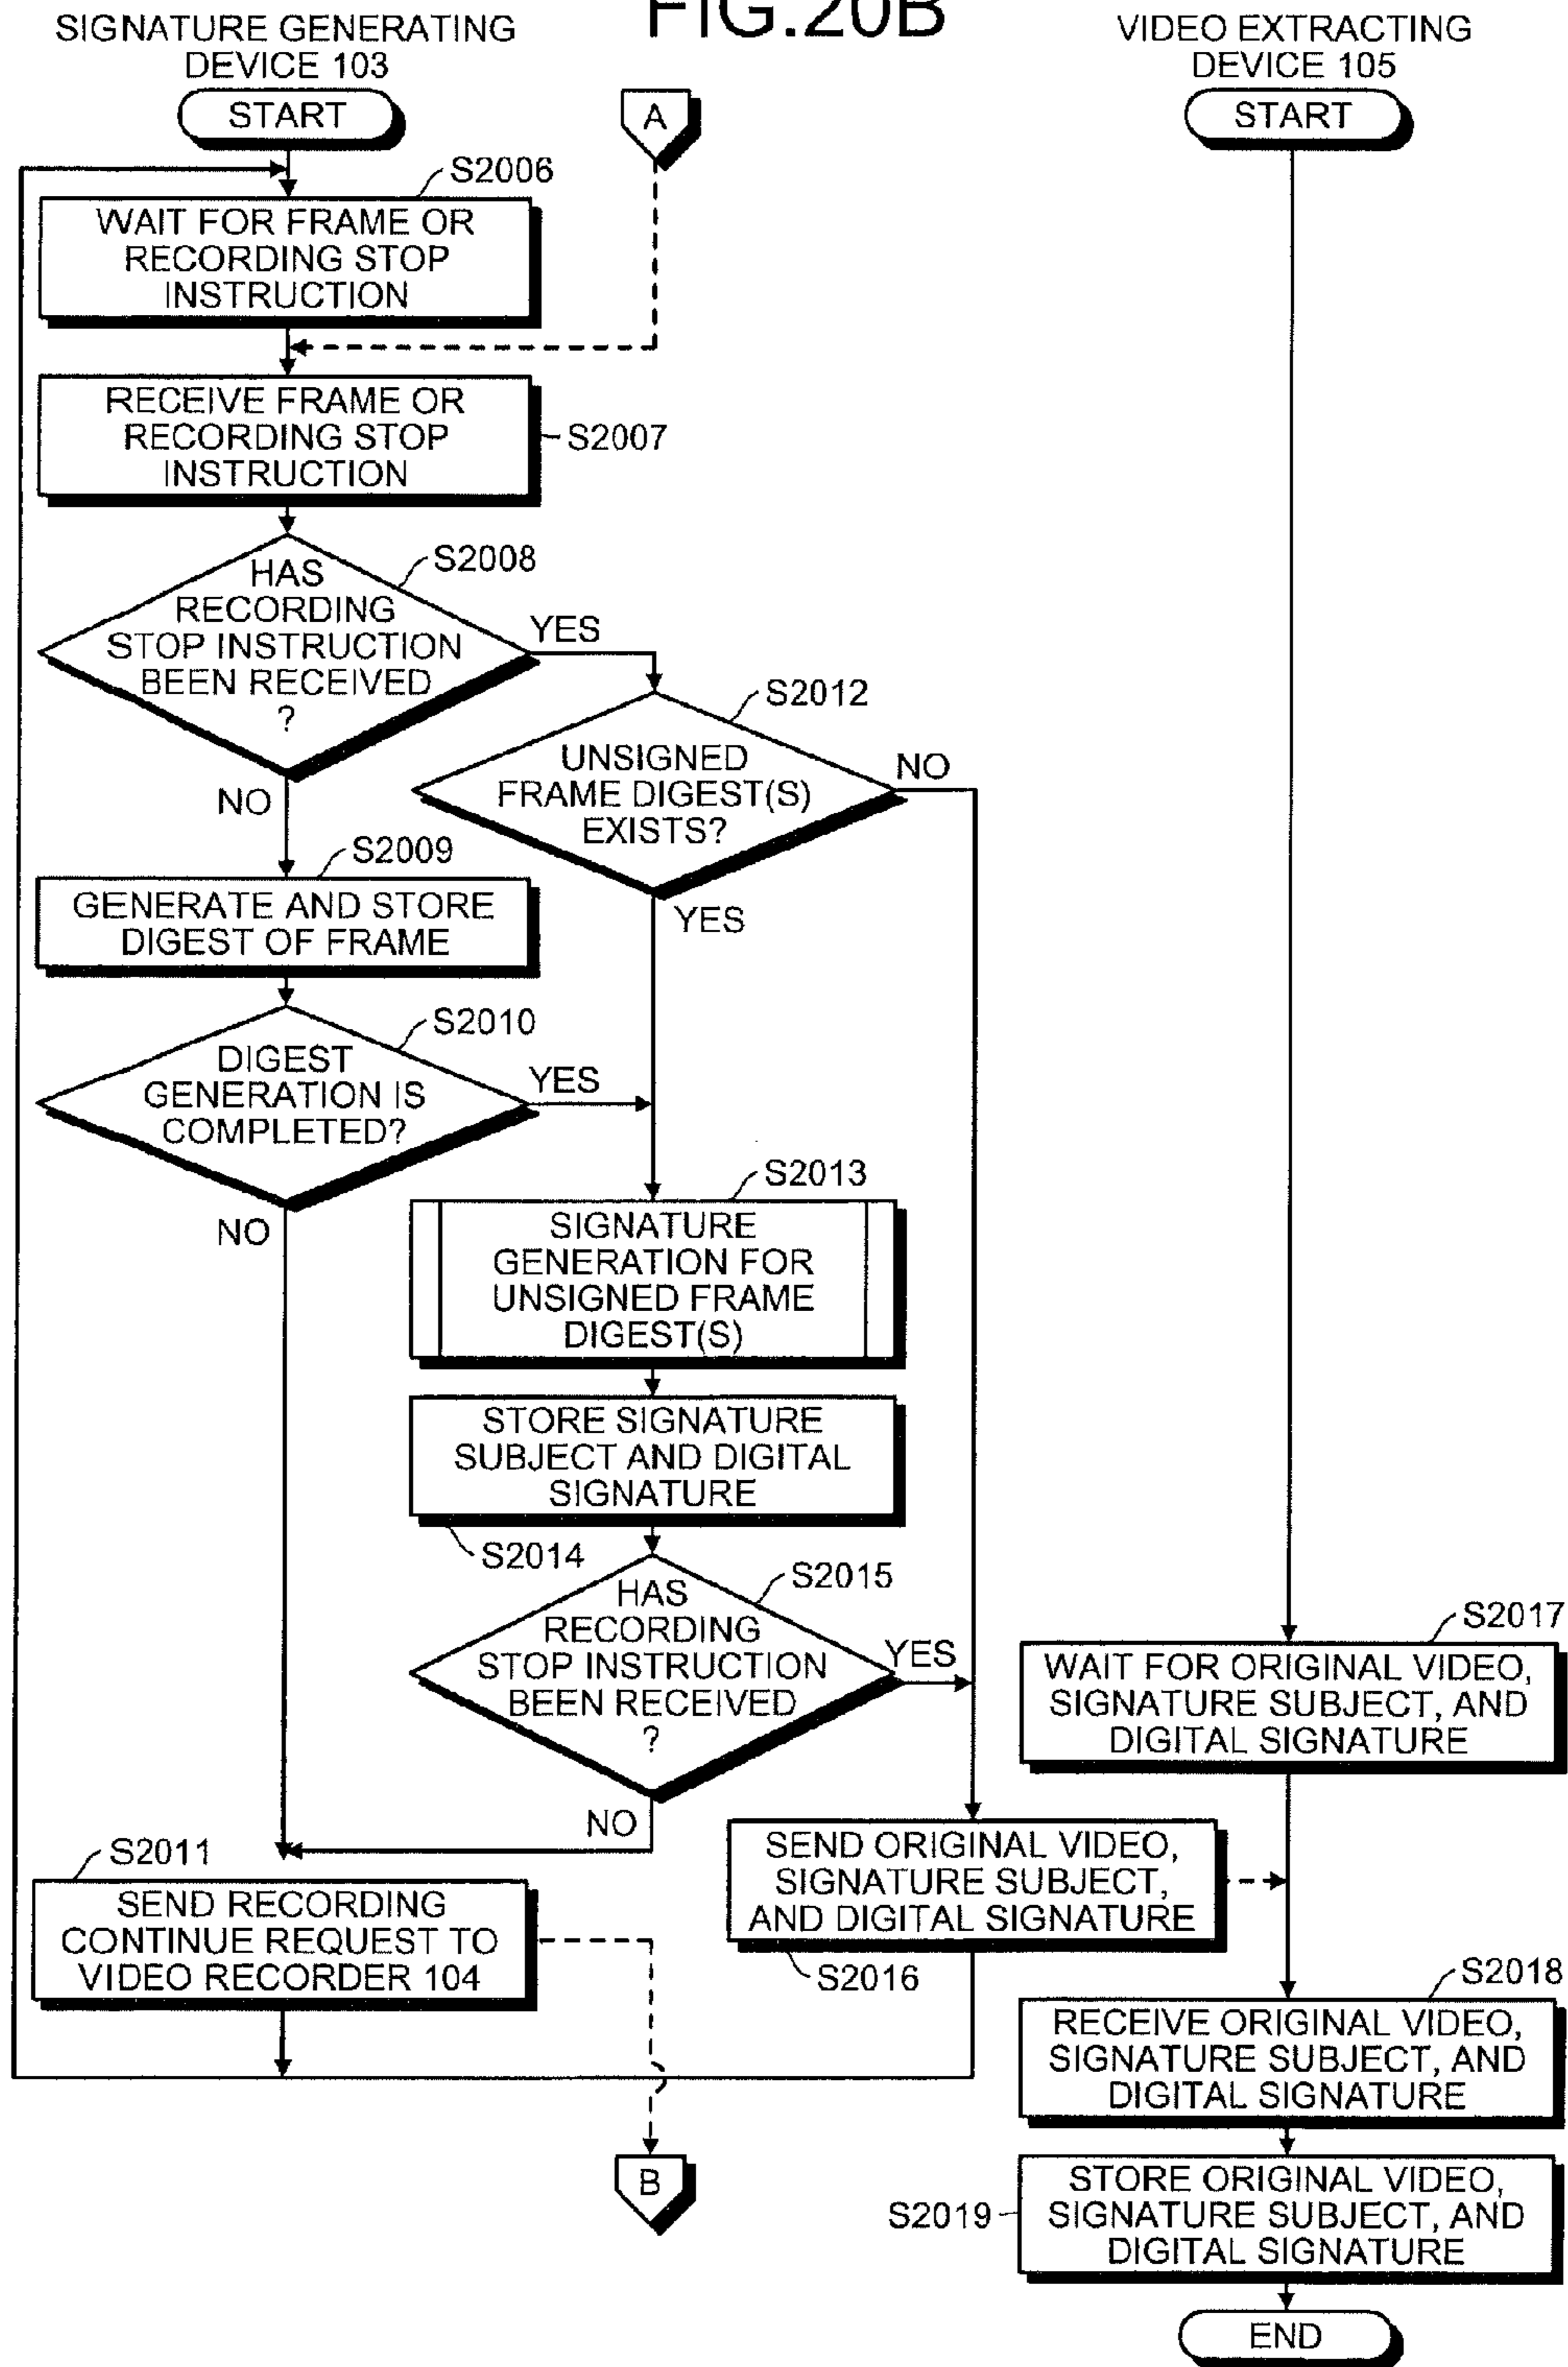 FIG.20B
SIGNATURE GENERATING
DEVICE 103
START
A
S2006
WAIT FOR FRAME OR
RECORDING STOP
INSTRUCTION
RECEIVE FRAME OR
RECORDING STOP
INSTRUCTION
S2007
S2008
HAS
RECORDING
STOP INSTRUCTION
BEEN RECEIVED
?
YES
NO
S2012
UNSIGNED
FRAME DIGEST(S)
EXISTS?
NO
YES
S2009
GENERATE AND STORE
DIGEST OF FRAME
S2010
DIGEST
GENERATION IS
COMPLETED?
YES
NO
S2013
SIGNATURE
GENERATION FOR
UNSIGNED FRAME
DIGEST(S)
STORE SIGNATURE
SUBJECT AND DIGITAL
SIGNATURE
S2014
S2015
HAS
RECORDING
STOP INSTRUCTION
BEEN RECEIVED
?
YES
NO
S2011
SEND RECORDING
CONTINUE REQUEST TO
VIDEO RECORDER 104
SEND ORIGINAL VIDEO,
SIGNATURE SUBJECT,
AND DIGITAL SIGNATURE
S2016
B
VIDEO EXTRACTING
DEVICE 105
START
S2017
WAIT FOR ORIGINAL VIDEO,
SIGNATURE SUBJECT, AND
DIGITAL SIGNATURE
S2018
RECEIVE ORIGINAL VIDEO,
SIGNATURE SUBJECT, AND
DIGITAL SIGNATURE
S2019
STORE ORIGINAL VIDEO,
SIGNATURE SUBJECT, AND
DIGITAL SIGNATURE
END